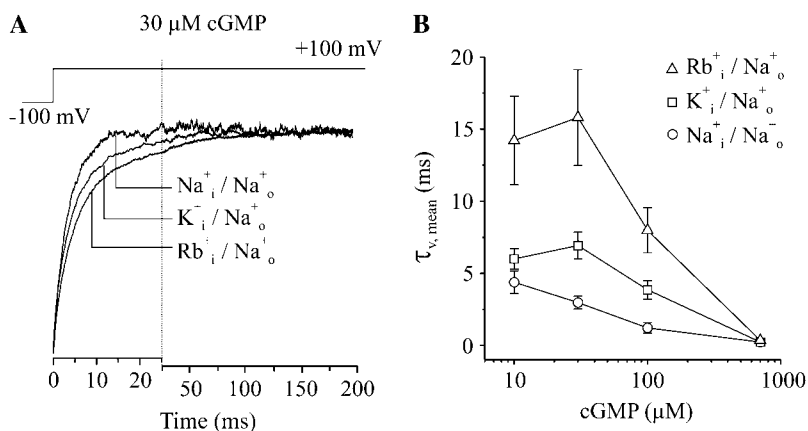 A
30 µM cGMP
+100 mV
-100 mV
Na⁺ᵢ / Na⁺ₒ
K⁺ᵢ / Na⁺ₒ
Rb⁺ᵢ / Na⁺ₒ
0 10 20 50 100 150 200
Time (ms)
B
20
15
10
5
0
τv, mean (ms)
Rb⁺ᵢ / Na⁺ₒ
K⁺ᵢ / Na⁺ₒ
Na⁺ᵢ / Na⁺ₒ
10 100 1000
cGMP (µM)